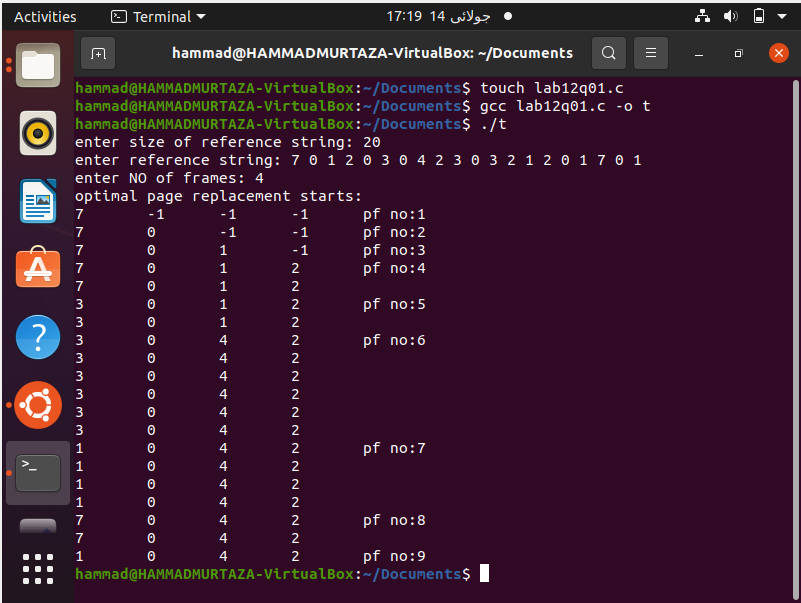 Activities Terminal 17:19 14 جولائی
hammad@HAMMADMURTAZA-VirtualBox: ~/Documents
hammad@HAMMADMURTAZA-VirtualBox:~/Documents$ touch lab12q01.c
hammad@HAMMADMURTAZA-VirtualBox:~/Documents$ gcc lab12q01.c -o t
hammad@HAMMADMURTAZA-VirtualBox:~/Documents$ ./t
enter size of reference string: 20
enter reference string: 7 0 1 2 0 3 0 4 2 3 0 3 2 1 2 0 1 7 0 1
enter NO of frames: 4
optimal page replacement starts:
7 -1 -1 -1 pf no:1
7 0 -1 -1 pf no:2
7 0 1 -1 pf no:3
7 0 1 2 pf no:4
7 0 1 2
3 0 1 2 pf no:5
3 0 1 2
3 0 4 2 pf no:6
3 0 4 2
3 0 4 2
3 0 4 2
3 0 4 2
3 0 4 2
1 0 4 2 pf no:7
1 0 4 2
1 0 4 2
1 0 4 2
7 0 4 2 pf no:8
7 0 4 2
1 0 4 2 pf no:9
hammad@HAMMADMURTAZA-VirtualBox:~/Documents$